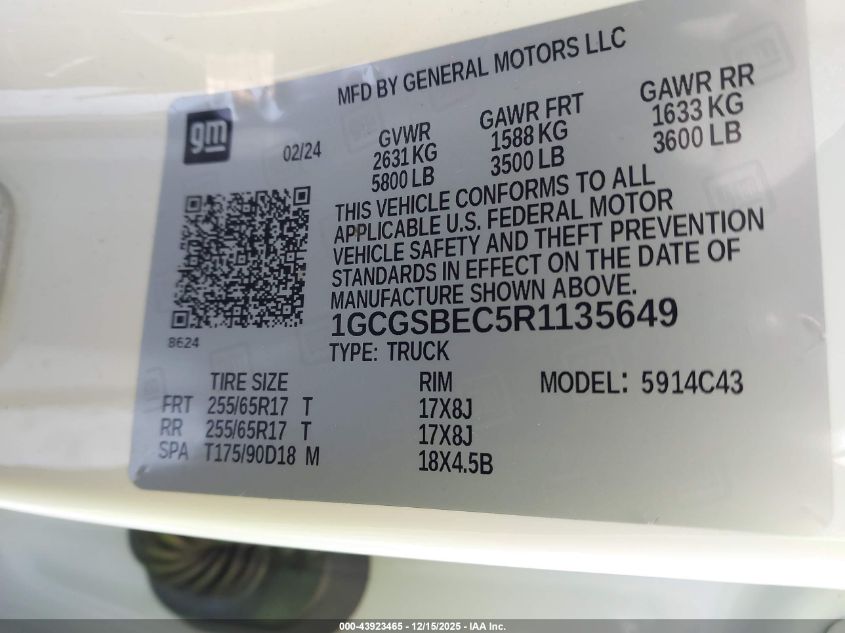 MFD BY GENERAL MOTORS LLC
gm
02/24
GVWR GAWR FRT GAWR RR
2631 KG 1588 KG 1633 KG
5800 LB 3500 LB 3600 LB
THIS VEHICLE CONFORMS TO ALL
APPLICABLE U.S. FEDERAL MOTOR
VEHICLE SAFETY AND THEFT PREVENTION
STANDARDS IN EFFECT ON THE DATE OF
MANUFACTURE SHOWN ABOVE.
8624
1GCGSBEC5R1135649
TYPE: TRUCK
TIRE SIZE RIM MODEL: 5914C43
FRT 255/65R17 T 17X8J
RR 255/65R17 T 17X8J
SPA T175/90D18 M 18X4.5B
000-43923465 - 12/15/2025 - IAA Inc.